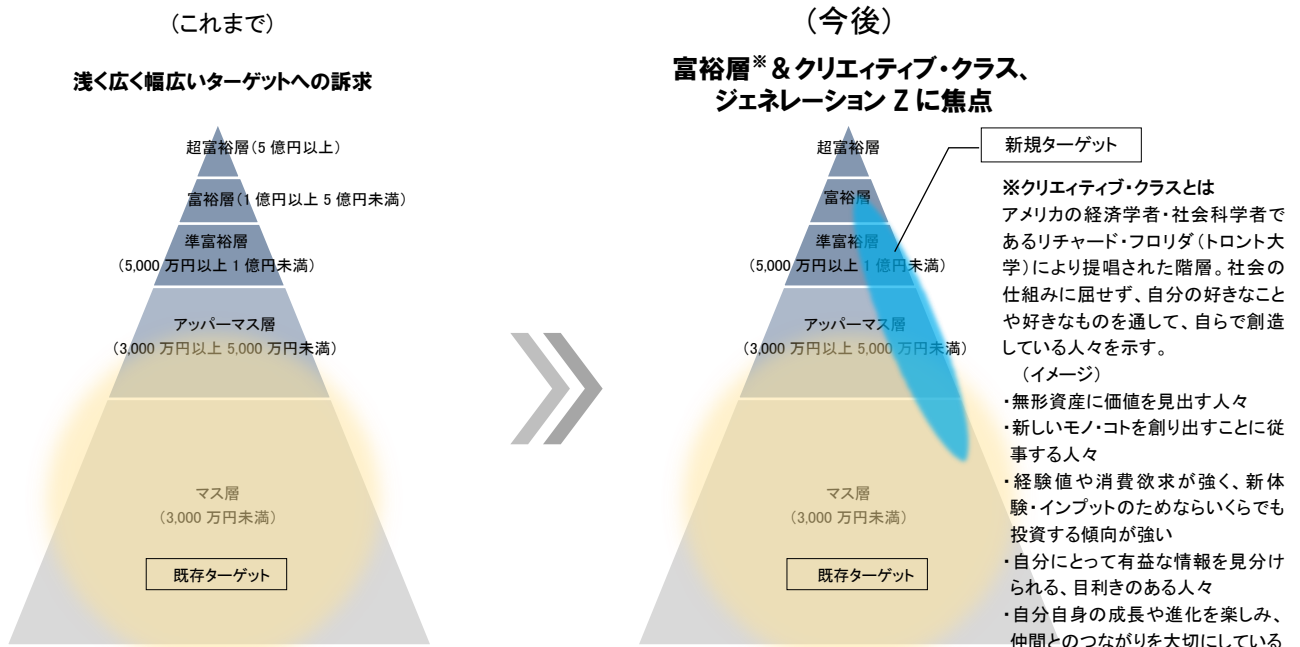 (これまで)
浅く広く幅広いターゲットへの訴求
超富裕層(5 億円以上)
富裕層(1 億円以上 5 億円未満)
準富裕層
(5,000 万円以上 1 億円未満)
アッパーマス層
(3,000 万円以上 5,000 万円未満)
マス層
(3,000 万円未満)
既存ターゲット
(今後)
富裕層※&クリエィティブ・クラス、
ジェネレーション Z に焦点
超富裕層
富裕層
準富裕層
(5,000 万円以上 1 億円未満)
アッパーマス層
(3,000 万円以上 5,000 万円未満)
マス層
(3,000 万円未満)
既存ターゲット
新規ターゲット
※クリエィティブ・クラスとは
アメリカの経済学者・社会科学者で
あるリチャード・フロリダ(トロント大
学)により提唱された階層。社会の
仕組みに屈せず、自分の好きなこと
や好きなものを通して、自らで創造
している人々を示す。
(イメージ)
・無形資産に価値を見出す人々
・新しいモノ・コトを創り出すことに従
事する人々
・経験値や消費欲求が強く、新体
験・インプットのためならいくらでも
投資する傾向が強い
・自分にとって有益な情報を見分け
られる、目利きのある人々
・自分自身の成長や進化を楽しみ、
仲間とのつながりを大切にしている